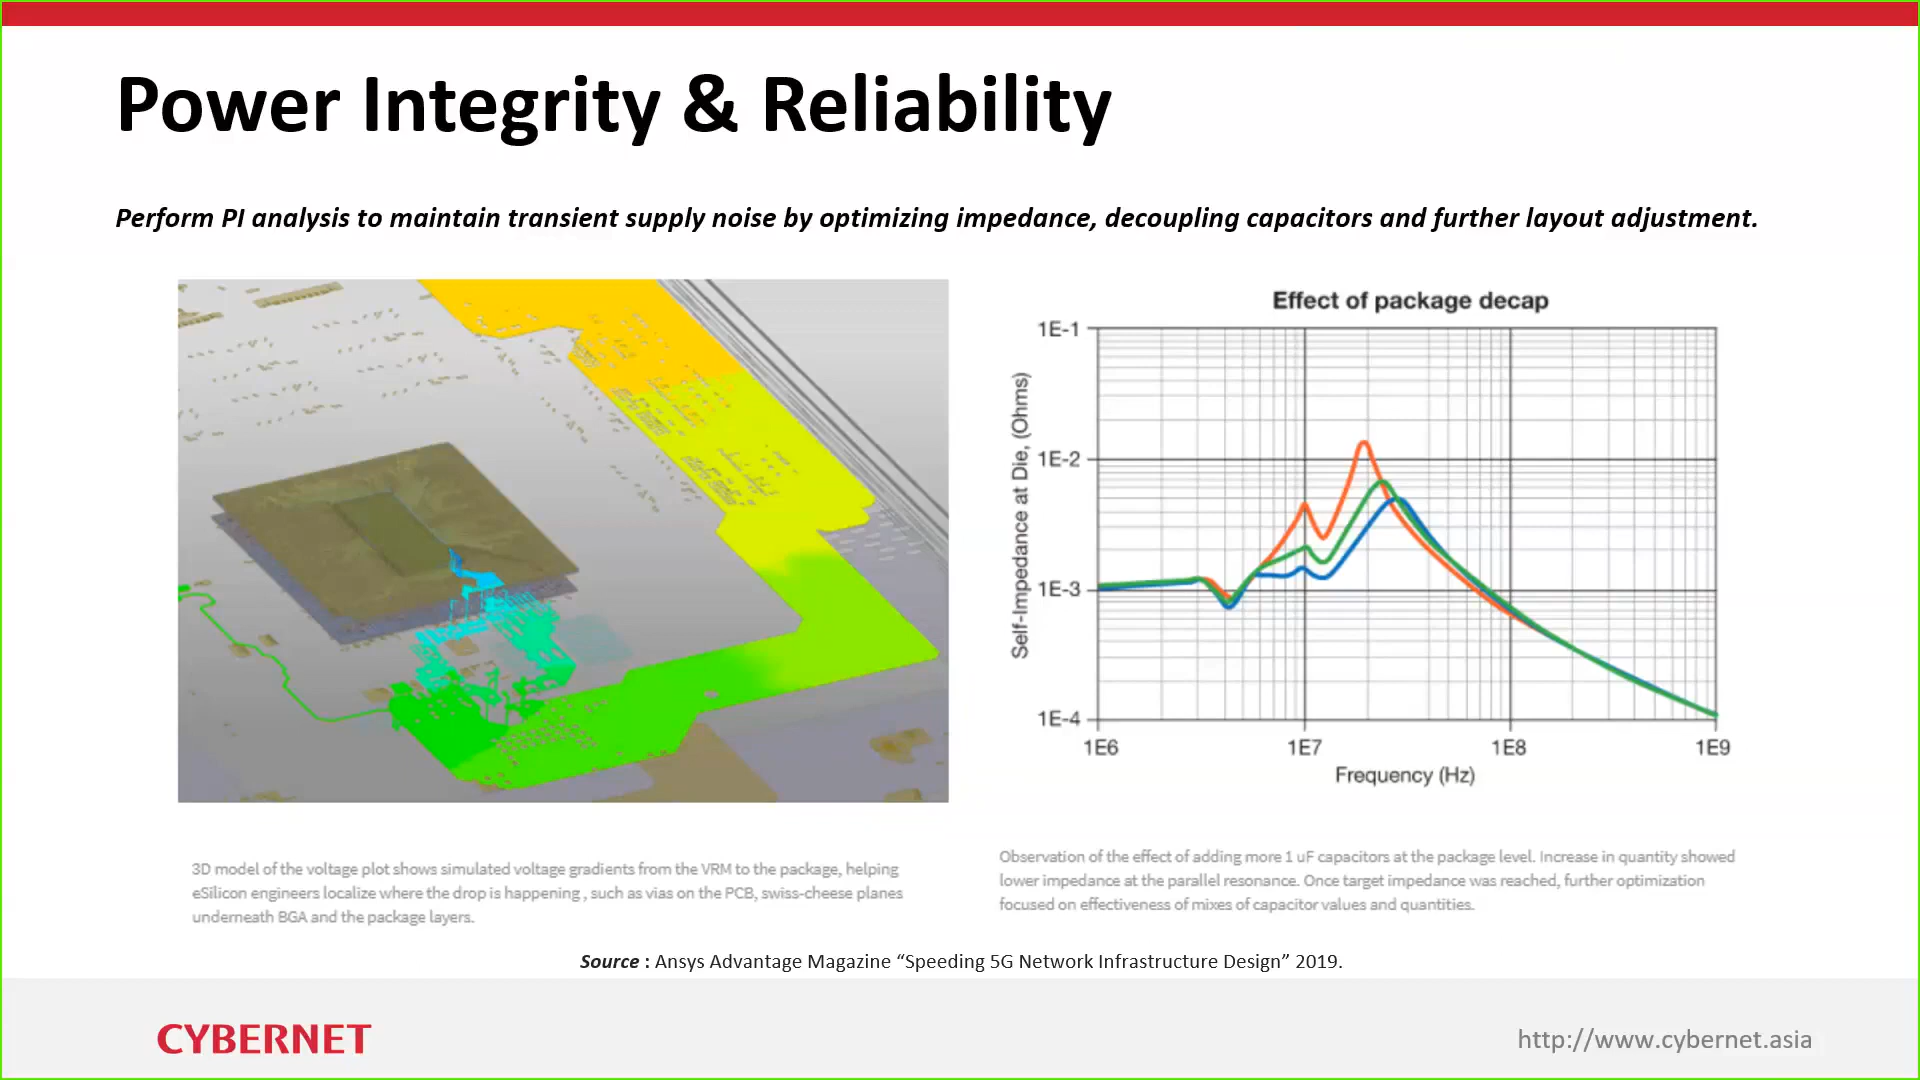 Power Integrity & Reliability
Perform PI analysis to maintain transient supply noise by optimizing impedance, decoupling capacitors and further layout adjustment.
Effect of package decap
1E-1
1E-2
1E-3
1E-4
Self-Impedance at Die, (Ohms)
1E6
1E7
1E8
1E9
Frequency (Hz)
3D model of the voltage plot shows simulated voltage gradients from the VRM to the package, helping
eSilicon engineers localize where the drop is happening , such as vias on the PCB, swiss-cheese planes
underneath BGA and the package layers.
Observation of the effect of adding more 1 uF capacitors at the package level. Increase in quantity showed
lower impedance at the parallel resonance. Once target impedance was reached, further optimization
focused on effectiveness of mixes of capacitor values and quantities.
Source : Ansys Advantage Magazine “Speeding 5G Network Infrastructure Design” 2019.
CYBERNET
http://www.cybernet.asia